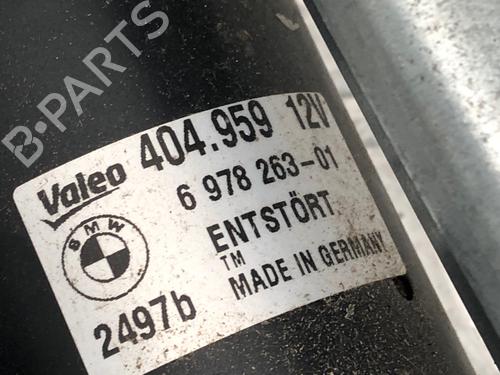 B-PARTS
Valeo 404.959 12V
6 978 263-01
BMW
ENTSTÖRT
TM
MADE IN GERMANY
2497b